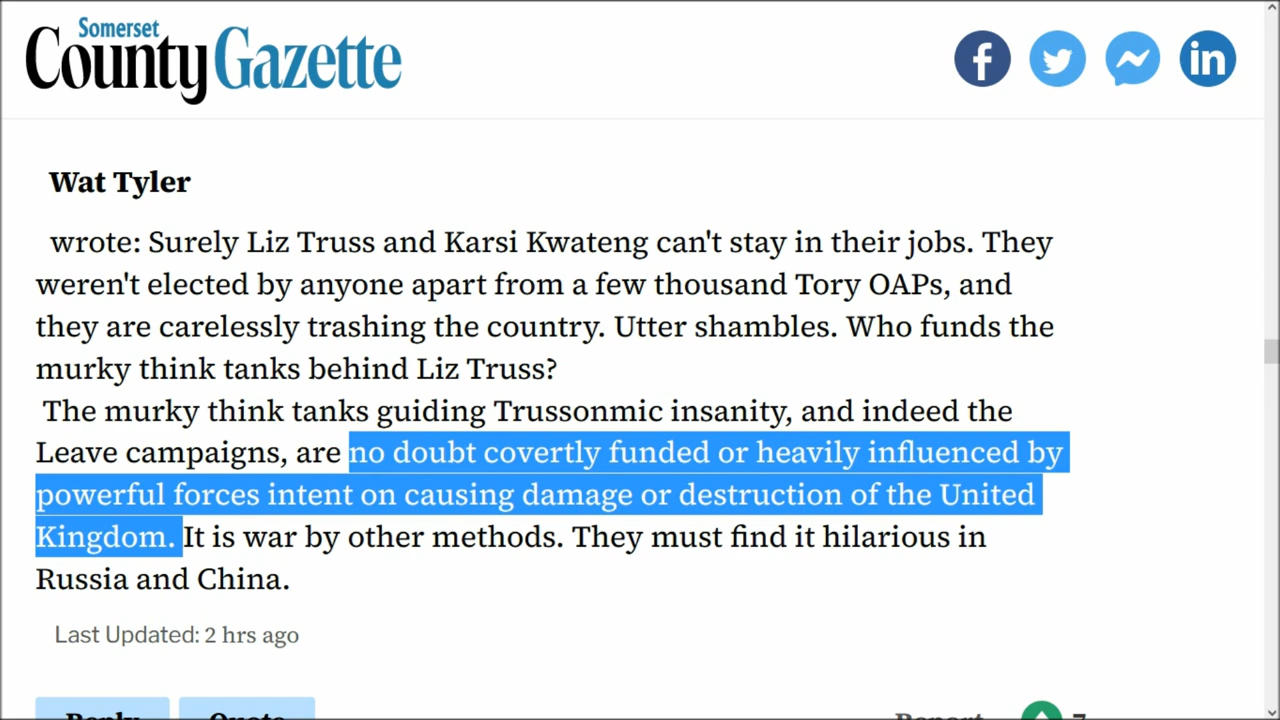 Somerset
County Gazette
Wat Tyler
wrote: Surely Liz Truss and Karsi Kwateng can't stay in their jobs. They
weren't elected by anyone apart from a few thousand Tory OAPs, and
they are carelessly trashing the country. Utter shambles. Who funds the
murky think tanks behind Liz Truss?
The murky think tanks guiding Trussonmic insanity, and indeed the
Leave campaigns, are no doubt covertly funded or heavily influenced by
powerful forces intent on causing damage or destruction of the United
Kingdom. It is war by other methods. They must find it hilarious in
Russia and China.
Last Updated: 2 hrs ago
Reply Quote Report 7